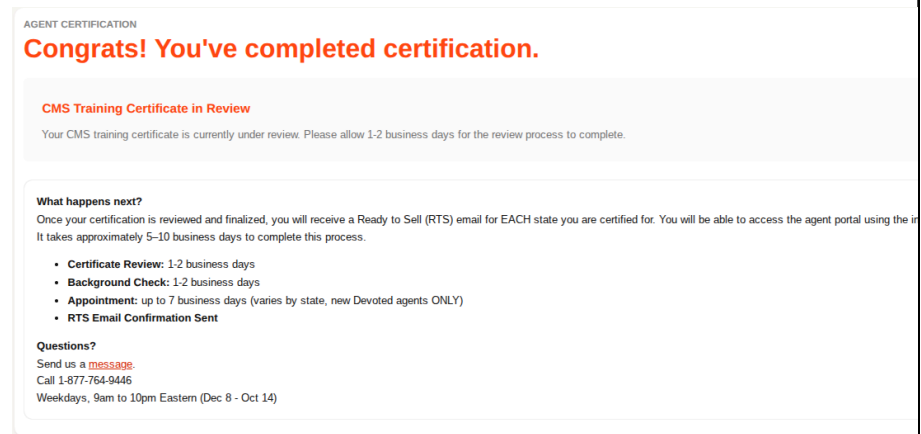 AGENT CERTIFICATION
Congrats! You've completed certification.
CMS Training Certificate in Review
Your CMS training certificate is currently under review. Please allow 1-2 business days for the review process to complete.
What happens next?
Once your certification is reviewed and finalized, you will receive a Ready to Sell (RTS) email for EACH state you are certified for. You will be able to access the agent portal using the
It takes approximately 5–10 business days to complete this process.
• Certificate Review: 1-2 business days
• Background Check: 1-2 business days
• Appointment: up to 7 business days (varies by state, new Devoted agents ONLY)
• RTS Email Confirmation Sent
Questions?
Send us a message.
Call 1-877-764-9446
Weekdays, 9am to 10pm Eastern (Dec 8 - Oct 14)